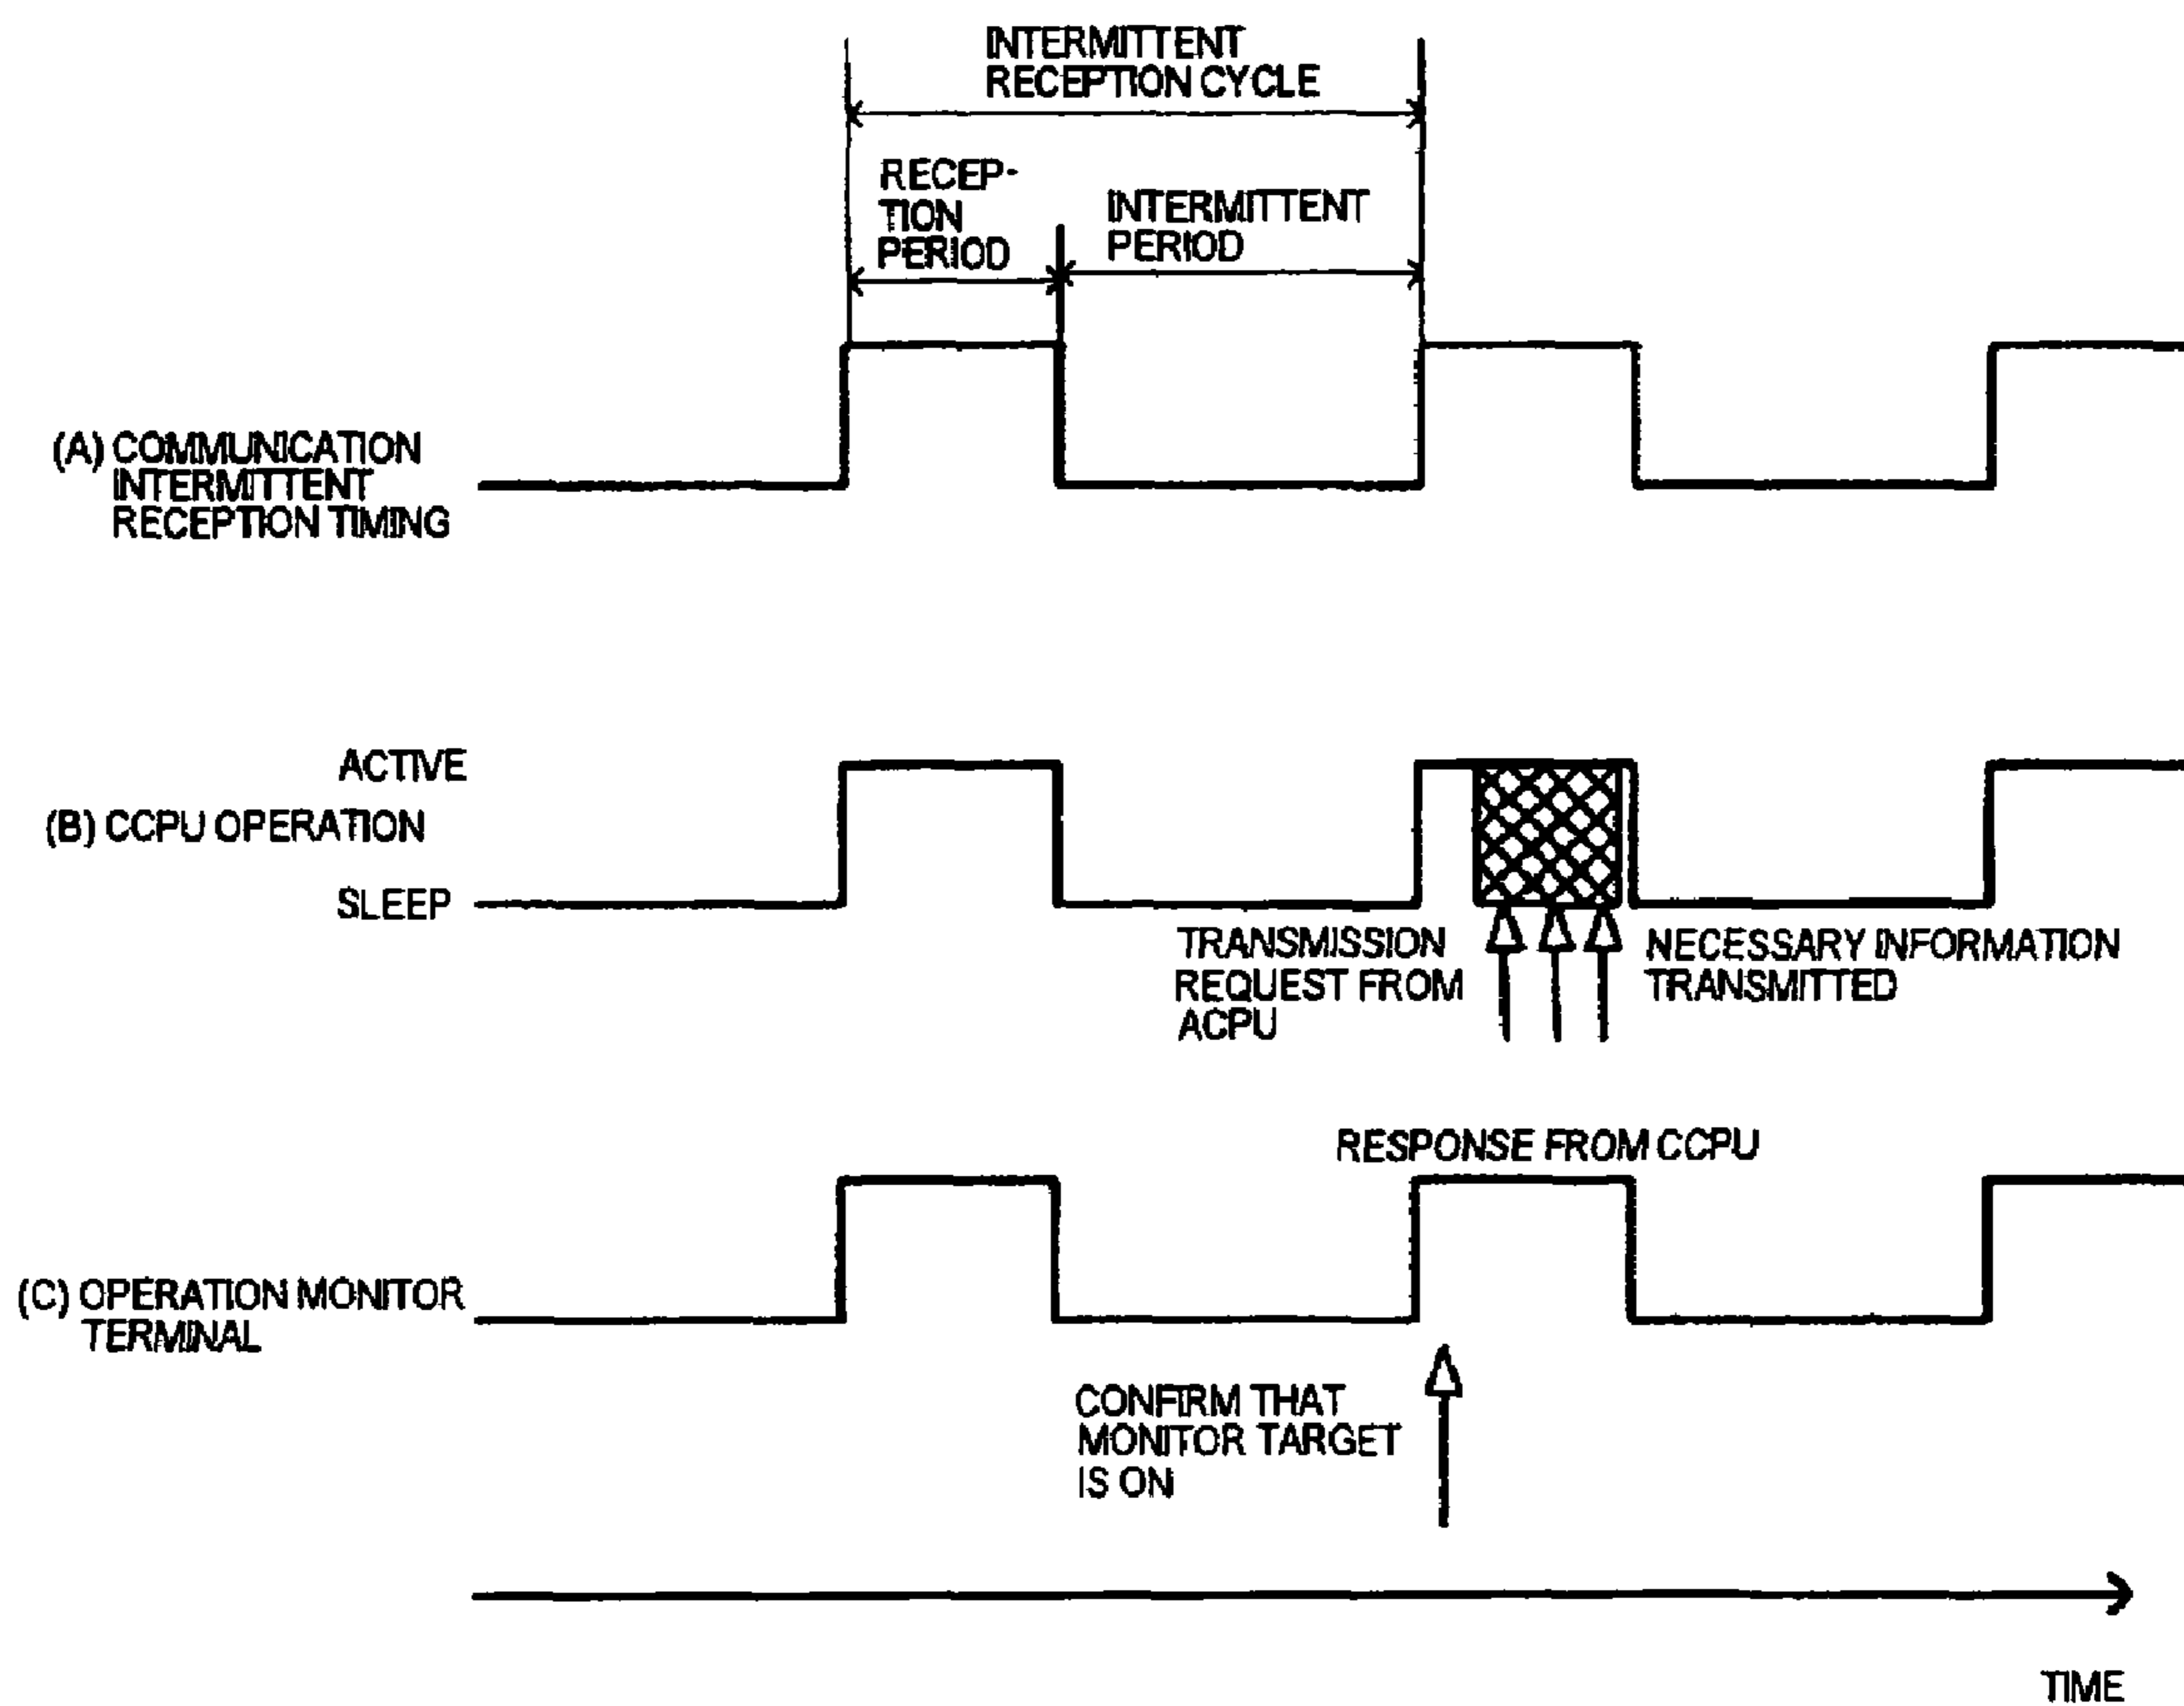 INTERMITTENT
RECEPTION CYCLE
RECEP-
TION
PERIOD
INTERMITTENT
PERIOD
(A) COMMUNICATION
INTERMITTENT
RECEPTION TIMING
ACTIVE
(B) CCPU OPERATION
SLEEP
TRANSMISSION
REQUEST FROM
ACPU
NECESSARY INFORMATION
TRANSMITTED
RESPONSE FROM CCPU
(C) OPERATION MONITOR
TERMINAL
CONFIRM THAT
MONITOR TARGET
IS ON
TIME